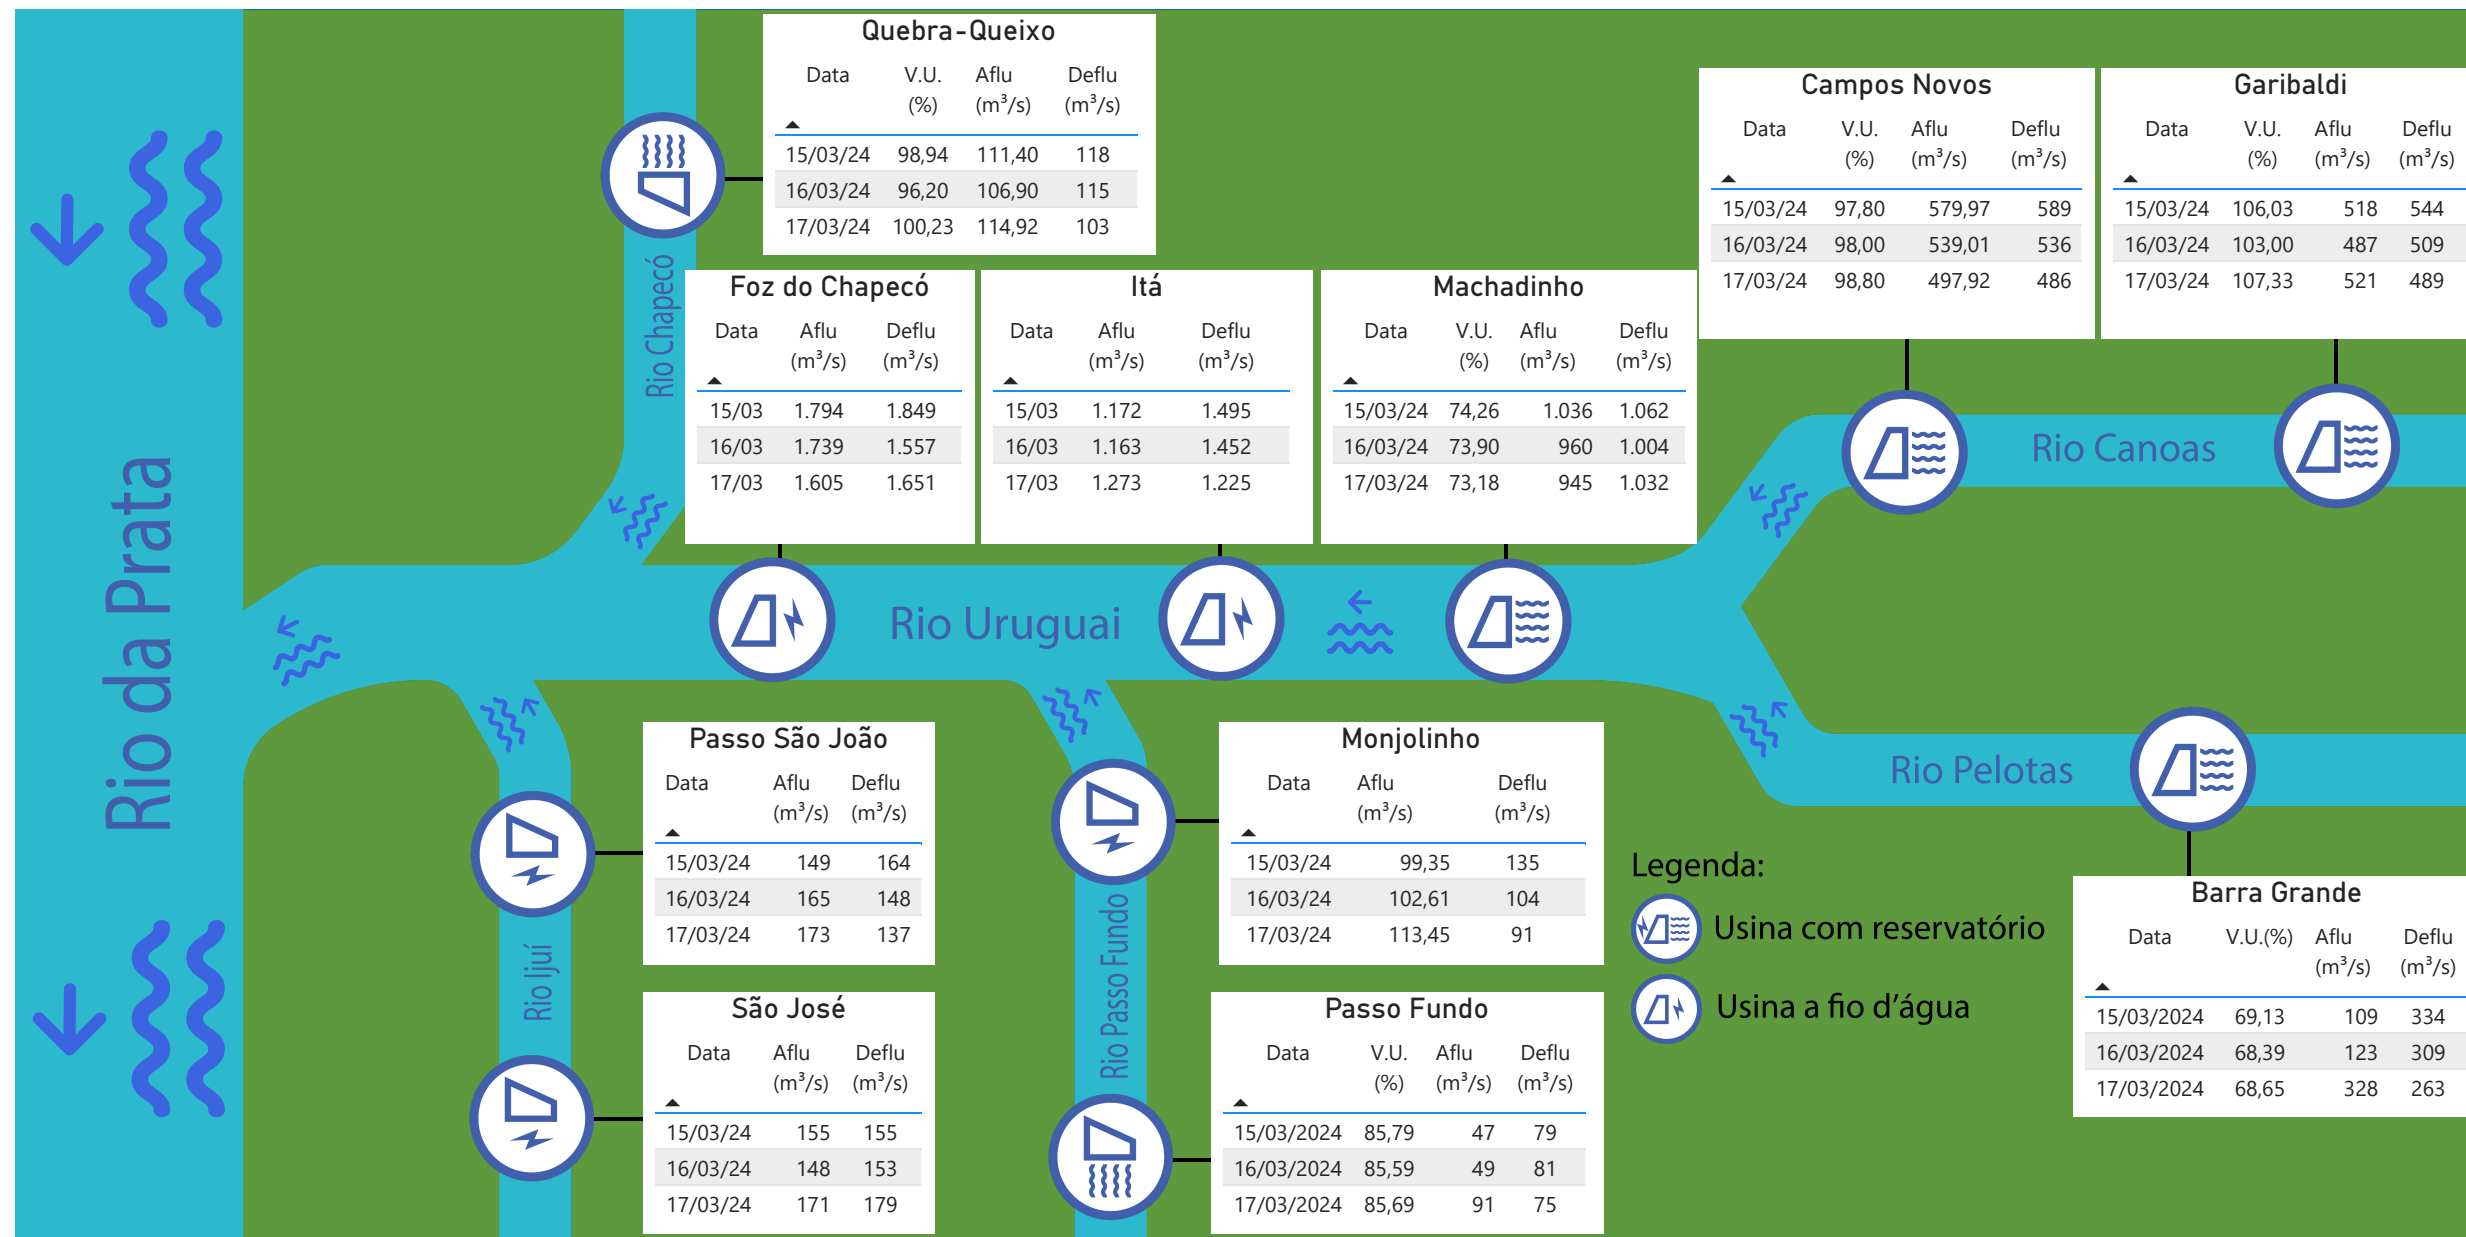 Rio da Prata
Quebra-Queixo
Data V.U. (%) Aflu (m³/s) Deflu (m³/s)
15/03/24 98,94 111,40 118
16/03/24 96,20 106,90 115
17/03/24 100,23 114,92 103
Rio Chapecó
Campos Novos
Data V.U. (%) Aflu (m³/s) Deflu (m³/s)
15/03/24 97,80 579,97 589
16/03/24 98,00 539,01 536
17/03/24 98,80 497,92 486
Garibaldi
Data V.U. (%) Aflu (m³/s) Deflu (m³/s)
15/03/24 106,03 518 544
16/03/24 103,00 487 509
17/03/24 107,33 521 489
Foz do Chapecó
Data Aflu (m³/s) Deflu (m³/s)
15/03 1.794 1.849
16/03 1.739 1.557
17/03 1.605 1.651
Itá
Data Aflu (m³/s) Deflu (m³/s)
15/03 1.172 1.495
16/03 1.163 1.452
17/03 1.273 1.225
Machadinho
Data V.U. (%) Aflu (m³/s) Deflu (m³/s)
15/03/24 74,26 1.036 1.062
16/03/24 73,90 960 1.004
17/03/24 73,18 945 1.032
Rio Canoas
Rio Uruguai
Rio Pelotas
Passo São João
Data Aflu (m³/s) Deflu (m³/s)
15/03/24 149 164
16/03/24 165 148
17/03/24 173 137
Rio Ijuí
São José
Data Aflu (m³/s) Deflu (m³/s)
15/03/24 155 155
16/03/24 148 153
17/03/24 171 179
Monjolinho
Data Aflu (m³/s) Deflu (m³/s)
15/03/24 99,35 135
16/03/24 102,61 104
17/03/24 113,45 91
Rio Passo Fundo
Passo Fundo
Data V.U. (%) Aflu (m³/s) Deflu (m³/s)
15/03/2024 85,79 47 79
16/03/2024 85,59 49 81
17/03/2024 85,69 91 75
Legenda:
Usina com reservatório
Usina a fio d’água
Barra Grande
Data V.U.(%) Aflu (m³/s) Deflu (m³/s)
15/03/2024 69,13 109 334
16/03/2024 68,39 123 309
17/03/2024 68,65 328 263